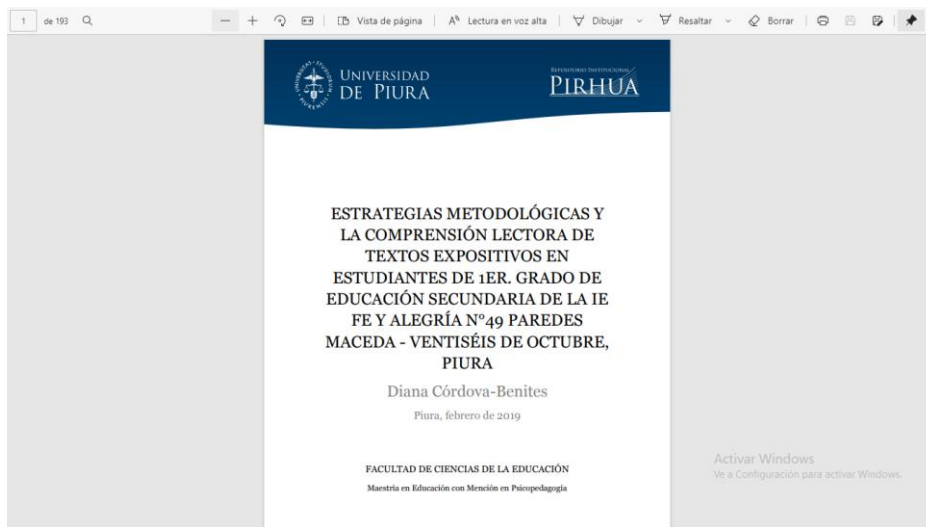 1 de 193 Vista de página Lectura en voz alta Dibujar Resaltar Borrar
UNIVERSIDAD
DE PIURA
REPOSITORIO INSTITUCIONAL
PIRHUA
ESTRATEGIAS METODOLÓGICAS Y
LA COMPRENSIÓN LECTORA DE
TEXTOS EXPOSITIVOS EN
ESTUDIANTES DE 1ER. GRADO DE
EDUCACIÓN SECUNDARIA DE LA IE
FE Y ALEGRÍA N°49 PAREDES
MACEDA - VENTISÉIS DE OCTUBRE,
PIURA
Diana Córdova-Benites
Piura, febrero de 2019
FACULTAD DE CIENCIAS DE LA EDUCACIÓN
Maestría en Educación con Mención en Psicopedagogía
Activar Windows
Ve a Configuración para activar Windows.